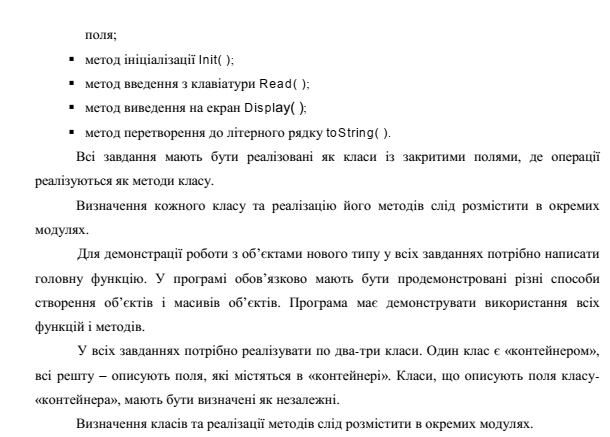 поля;
▪ метод ініціалізації Init( );
▪ метод введення з клавіатури Read( );
▪ метод виведення на екран Display( );
▪ метод перетворення до літерного рядку toString( ).
Всі завдання мають бути реалізовані як класи із закритими полями, де операції
реалізуються як методи класу.
Визначення кожного класу та реалізацію його методів слід розмістити в окремих
модулях.
Для демонстрації роботи з об’єктами нового типу у всіх завданнях потрібно написати
головну функцію. У програмі обов’язково мають бути продемонстровані різні способи
створення об’єктів і масивів об’єктів. Програма має демонструвати використання всіх
функцій і методів.
У всіх завданнях потрібно реалізувати по два-три класи. Один клас є «контейнером»,
всі решту – описують поля, які містяться в «контейнері». Класи, що описують поля класу-
«контейнера», мають бути визначені як незалежні.
Визначення класів та реалізації методів слід розмістити в окремих модулях.